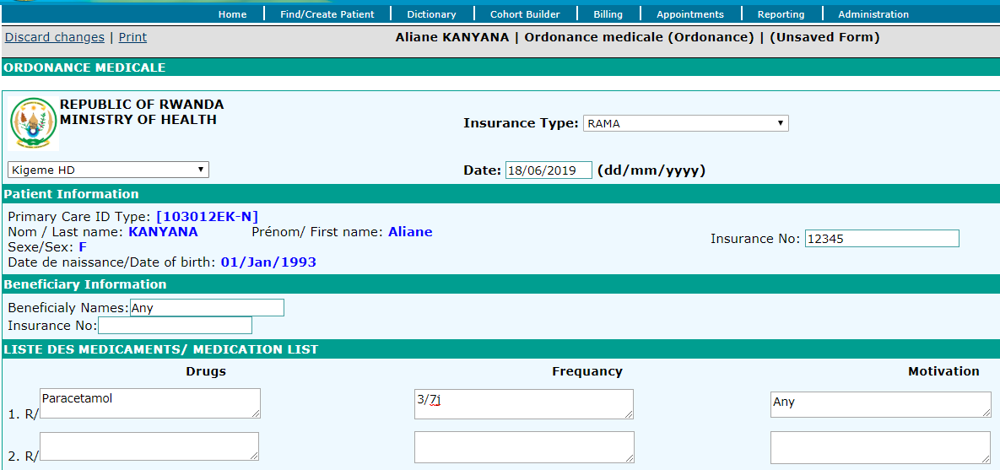 Home Find/Create Patient Dictionary Cohort Builder Billing Appointments Reporting Administration
Discard changes | Print Aliane KANYANA | Ordonance medicale (Ordonance) | (Unsaved Form)
ORDONANCE MEDICALE
REPUBLIC OF RWANDA
MINISTRY OF HEALTH
Insurance Type: RAMA
Kigeme HD Date: 18/06/2019 (dd/mm/yyyy)
Patient Information
Primary Care ID Type: [103012EK-N]
Nom / Last name: KANYANA Prénom/ First name: Aliane
Insurance No: 12345
Sexe/Sex: F
Date de naissance/Date of birth: 01/Jan/1993
Beneficiary Information
Beneficialy Names: Any
Insurance No:
LISTE DES MEDICAMENTS/ MEDICATION LIST
Drugs Frequancy Motivation
1. R/ Paracetamol 3/7j Any
2. R/